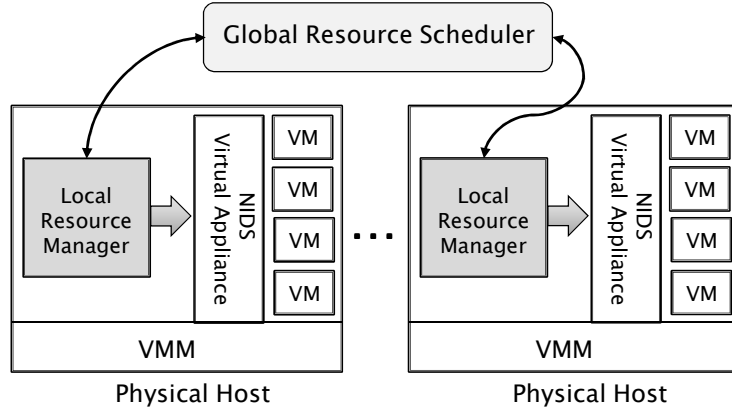 Global Resource Scheduler
Local
Resource
Manager
NIDS
Virtual Appliance
VM
VM
VM
VM
VMM
Physical Host
...
Local
Resource
Manager
NIDS
Virtual Appliance
VM
VM
VM
VM
VMM
Physical Host